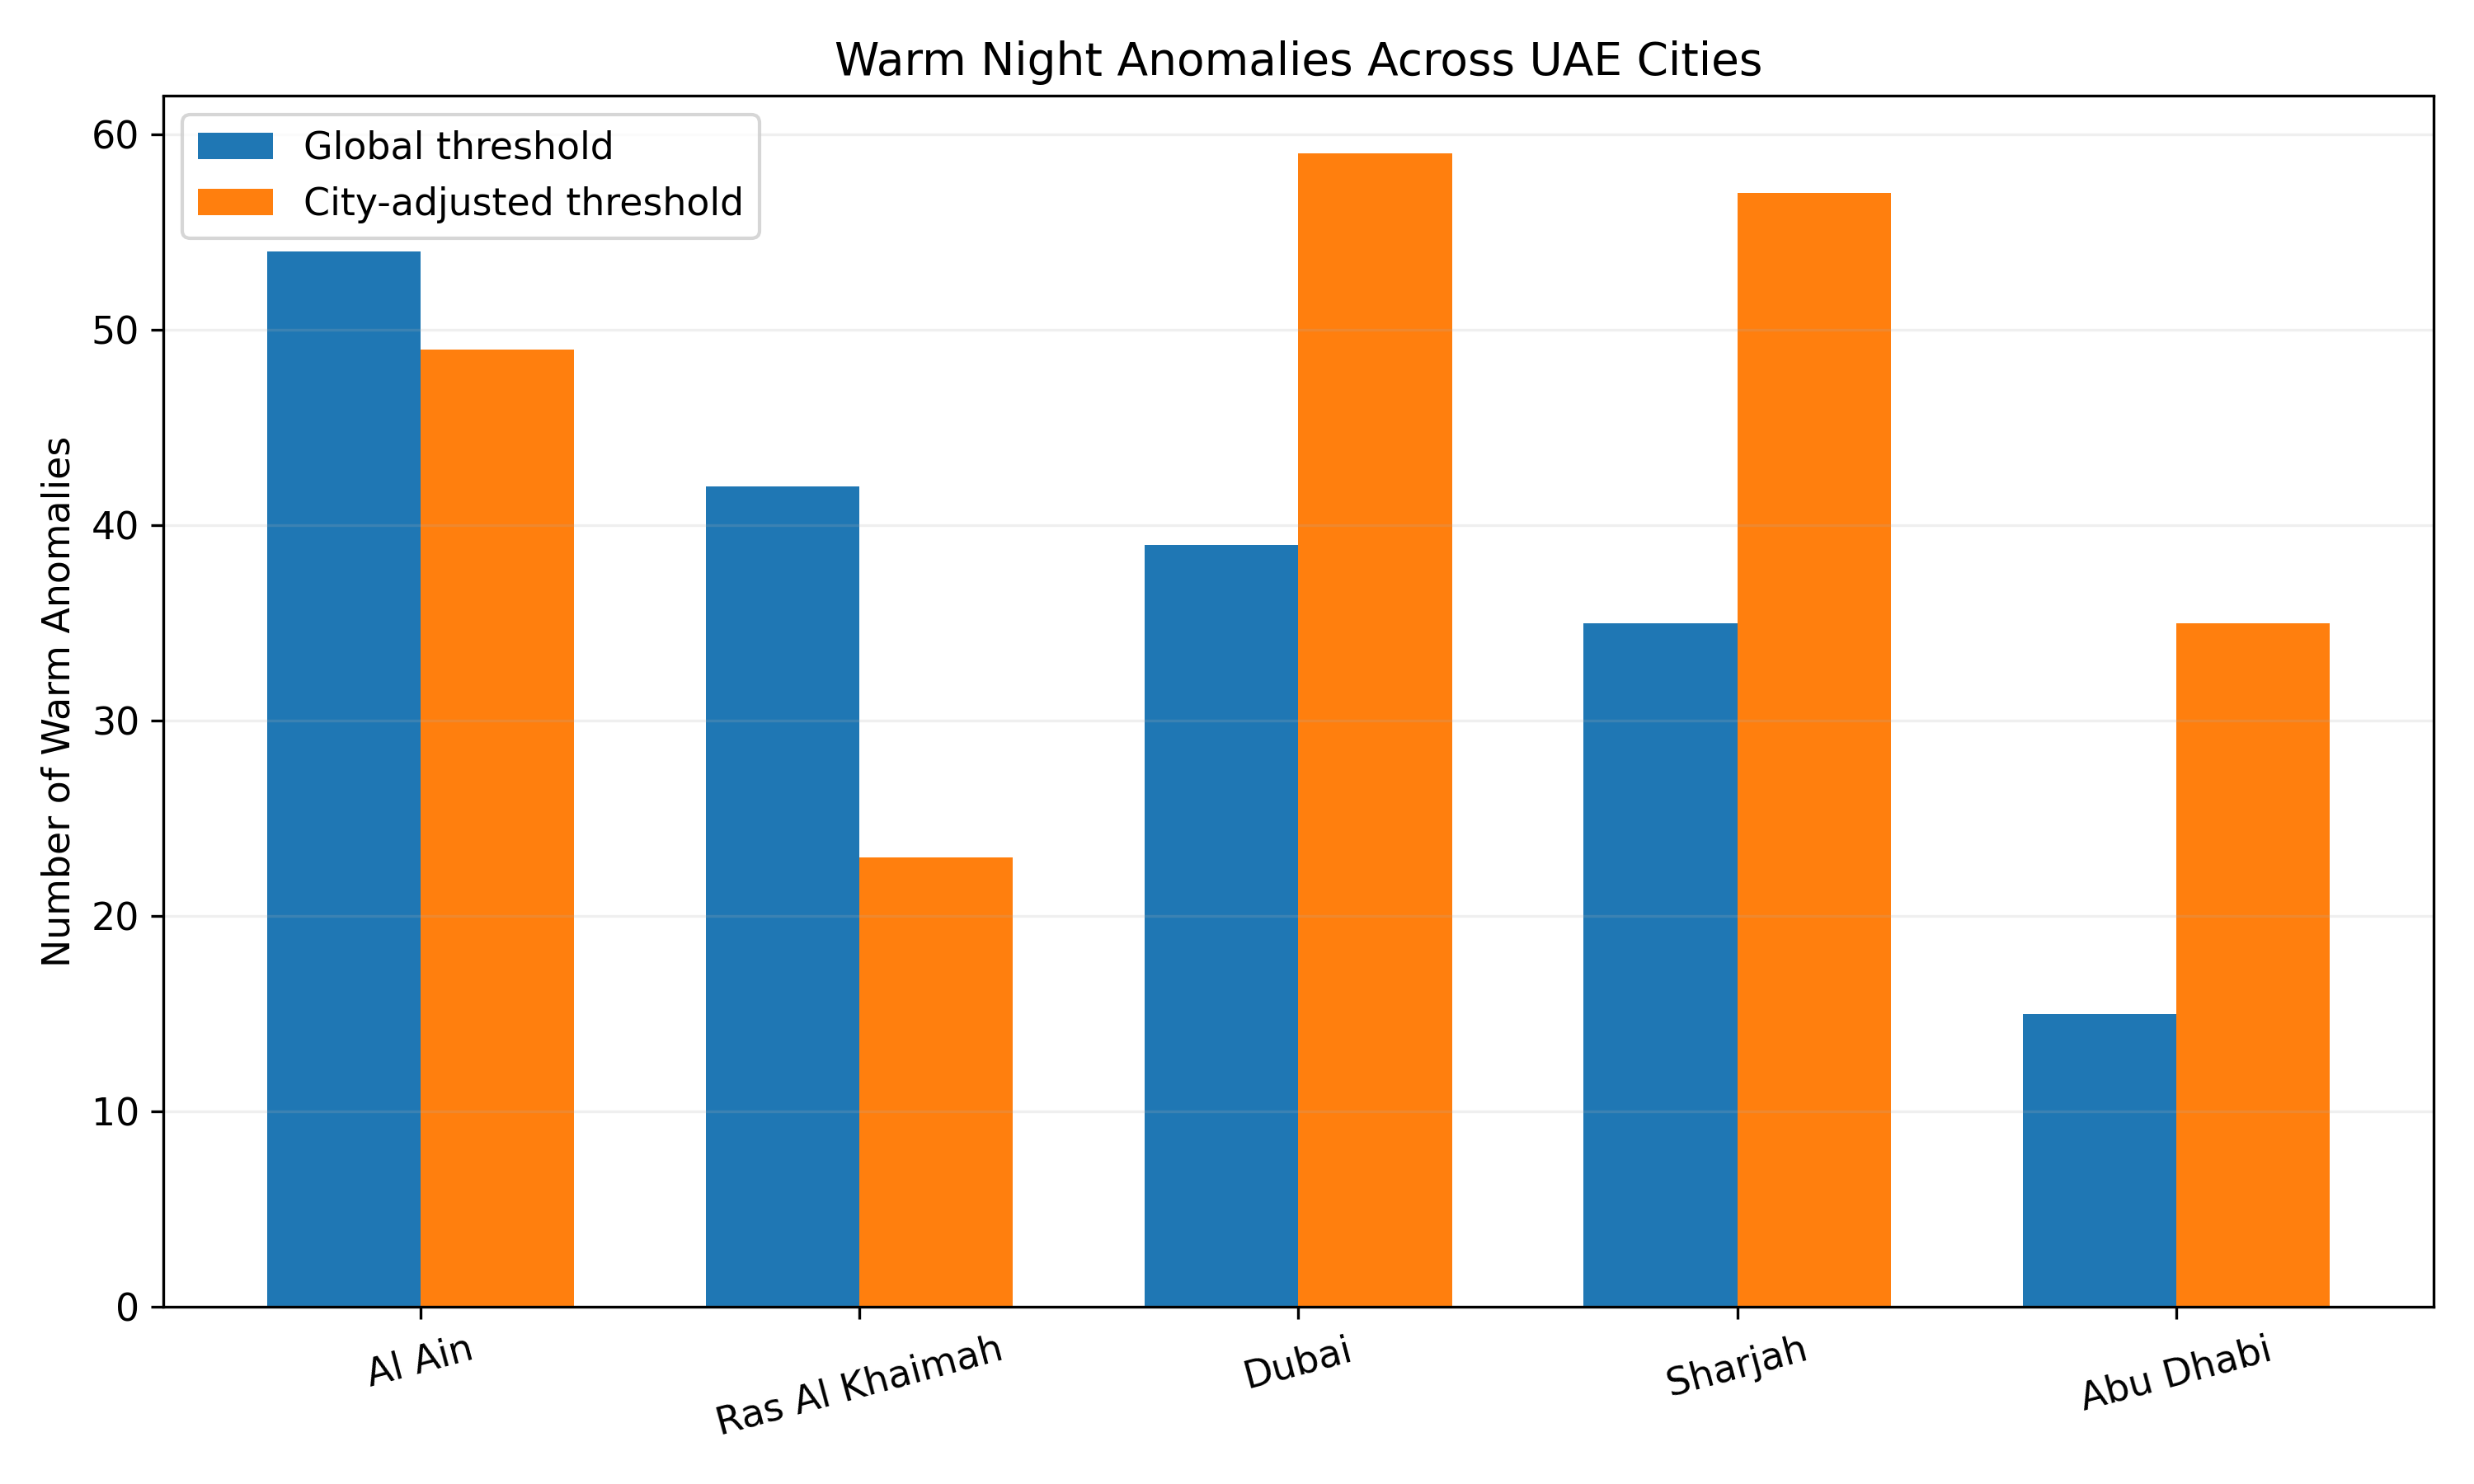 Warm Night Anomalies Across UAE Cities
Global threshold
City-adjusted threshold
Number of Warm Anomalies
60
50
40
30
20
10
0
Al Ain
Ras Al Khaimah
Dubai
Sharjah
Abu Dhabi